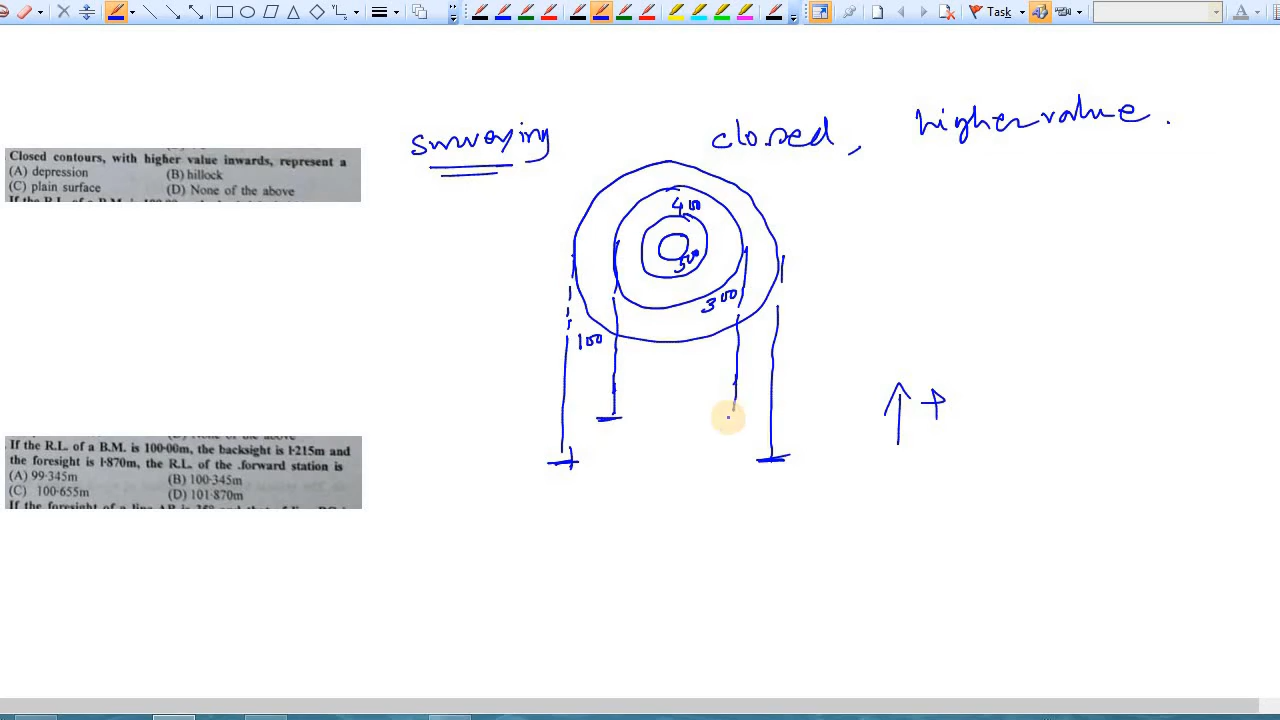 Task
A
surveying
closed,
higher value.
Closed contours, with higher value inwards, represent a
(A) depression (B) hillock
(C) plain surface (D) None of the above
400
500
300
100
If the R.L. of a B.M. is 100·00m, the backsight is 1·215m and
the foresight is 1·870m, the R.L. of the .forward station is
(A) 99·345m (B) 100·345m
(C) 100·655m (D) 101·870m